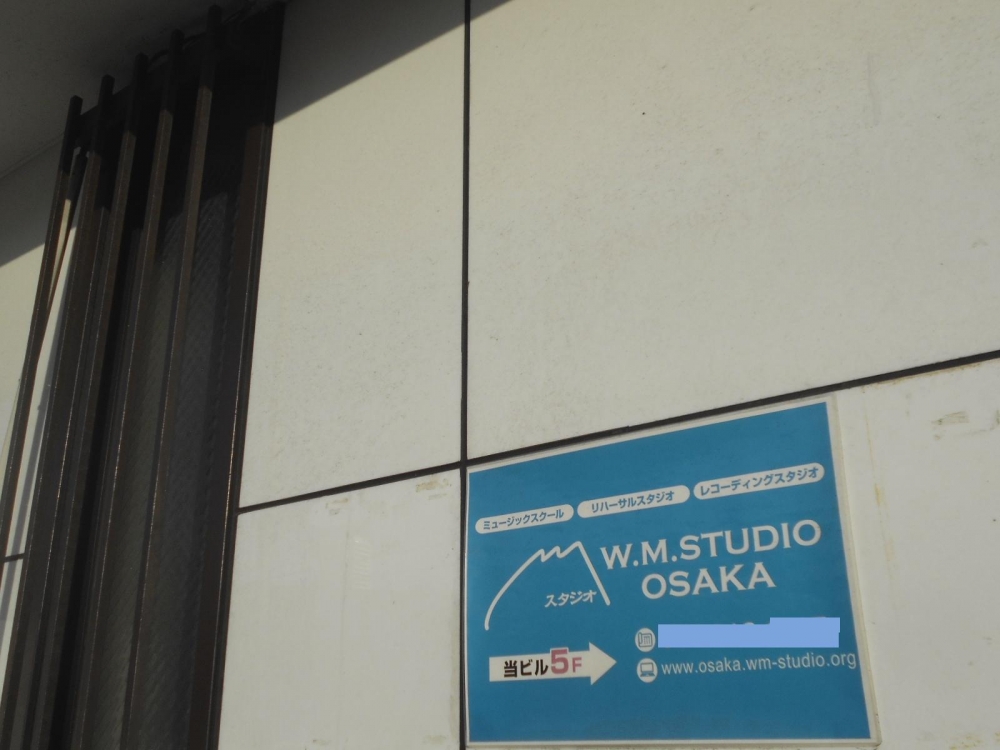 ミュージックスクール リハーサルスタジオ レコーディングスタジオ
W.M.STUDIO
OSAKA
スタジオ
当ビル5F
www.osaka.wm-studio.org